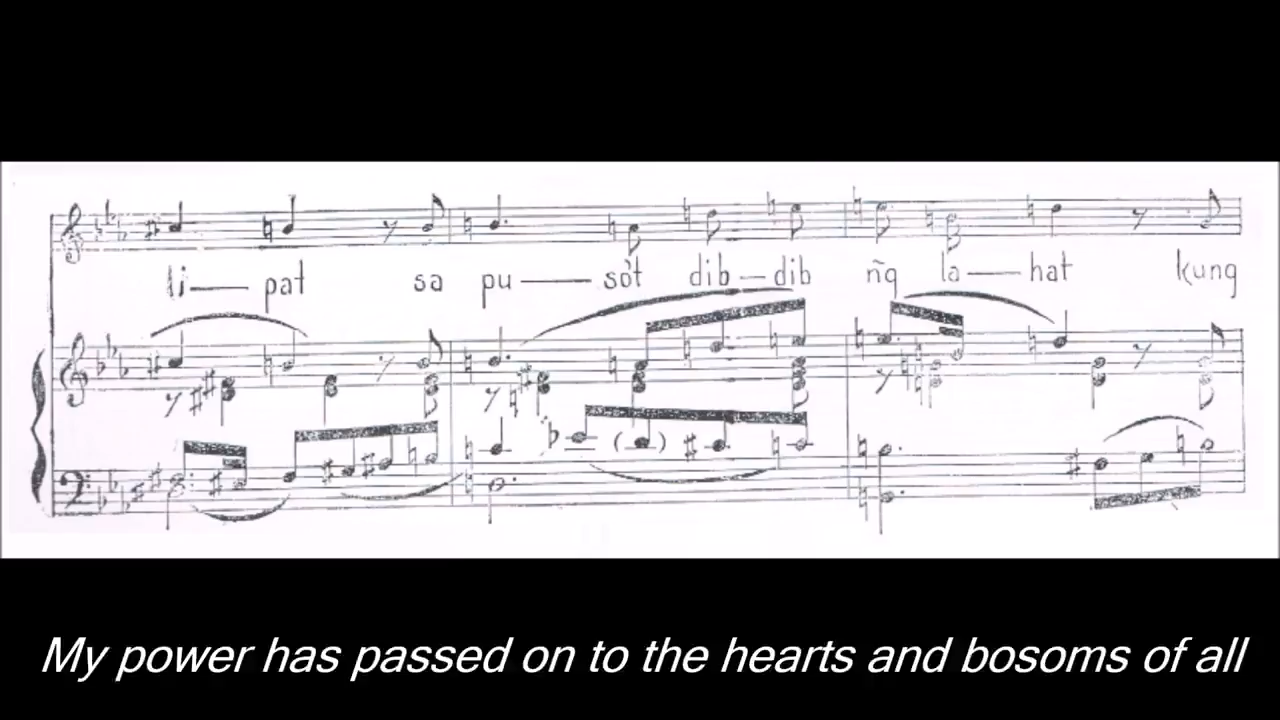 li — pat sa pu — sòt dib — dib ñg la — hat kung
My power has passed on to the hearts and bosoms of all